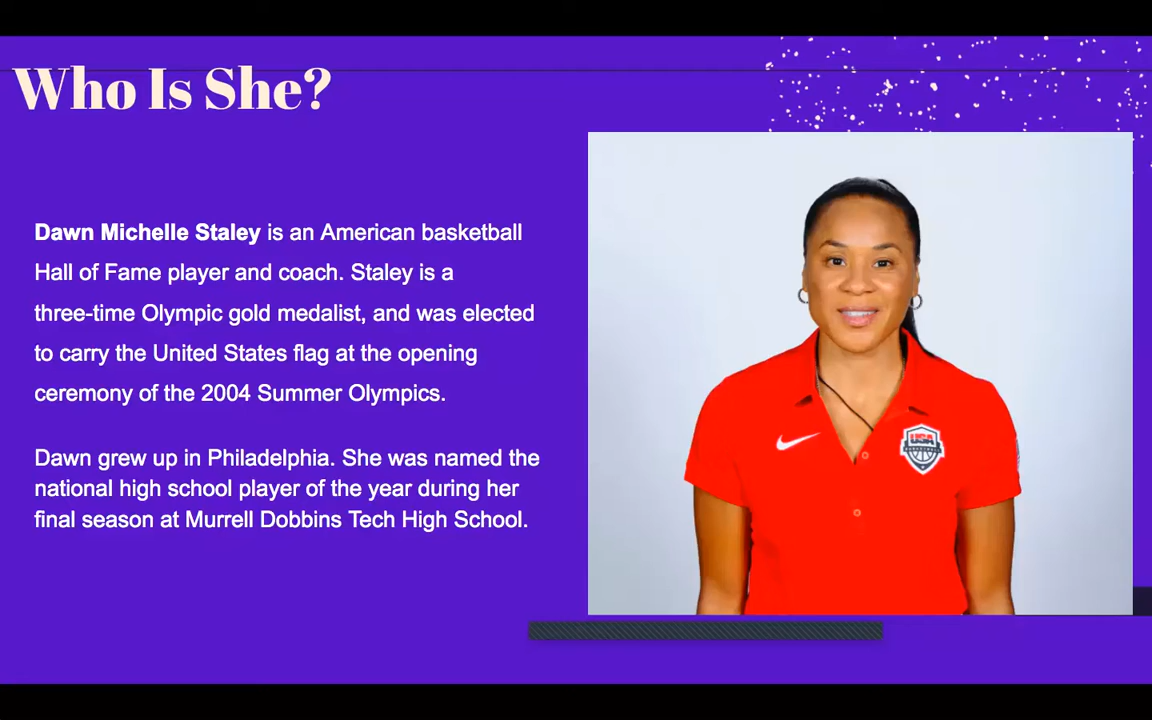 Who Is She?
Dawn Michelle Staley is an American basketball
Hall of Fame player and coach. Staley is a
three-time Olympic gold medalist, and was elected
to carry the United States flag at the opening
ceremony of the 2004 Summer Olympics.
Dawn grew up in Philadelphia. She was named the
national high school player of the year during her
final season at Murrell Dobbins Tech High School.
USA